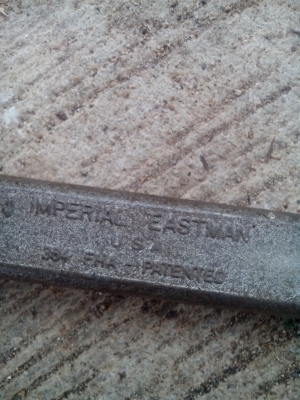 IMPERIAL EASTMAN
U.S.A.
364 FHA - PATENTED